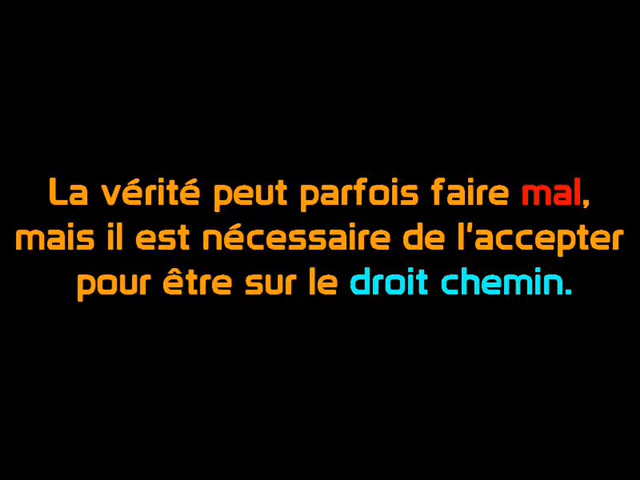 La vérité peut parfois faire mal,
mais il est nécessaire de l'accepter
pour être sur le droit chemin.